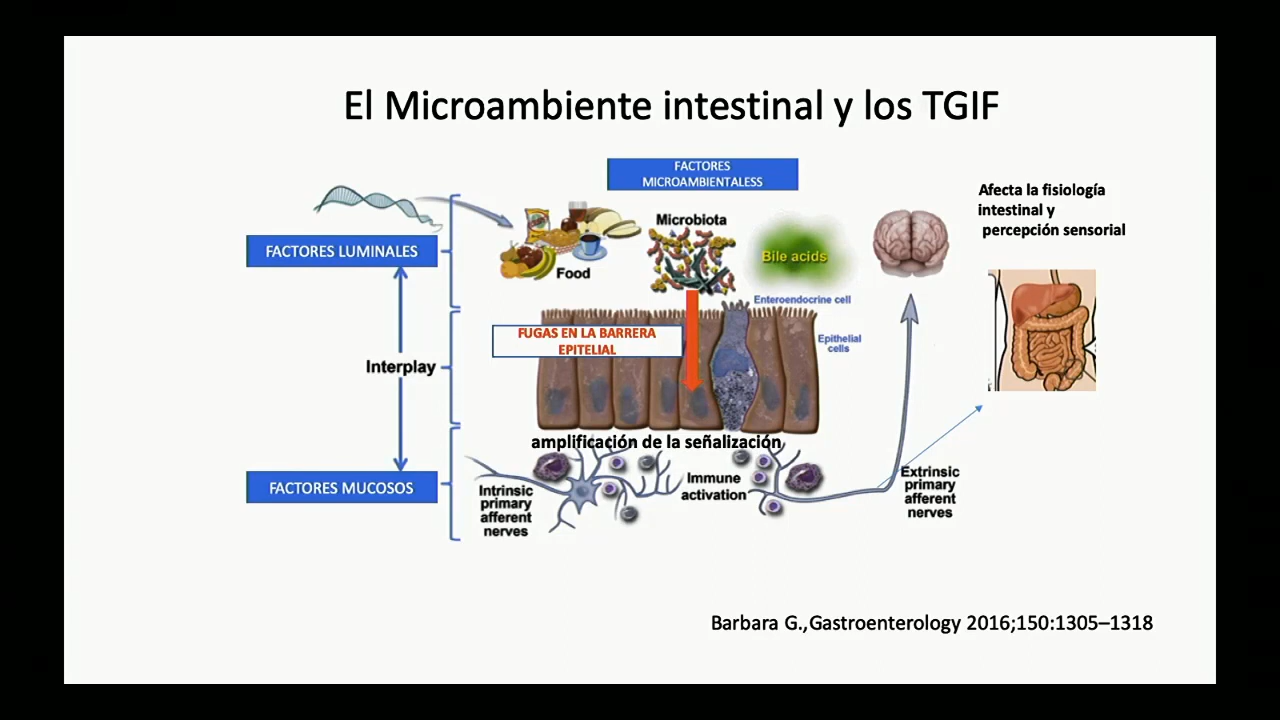 El Microambiente intestinal y los TGIF
FACTORES
MICROAMBIENTALESS
Afecta la fisiología
intestinal y
percepción sensorial
FACTORES LUMINALES
Food
Microbiota
Bile acids
Enteroendocrine cell
Epithelial
cells
FUGAS EN LA BARRERA
EPITELIAL
Interplay
amplificación de la señalización
FACTORES MUCOSOS
Intrinsic
primary
afferent
nerves
Immune
activation
Extrinsic
primary
afferent
nerves
Barbara G.,Gastroenterology 2016;150:1305–1318